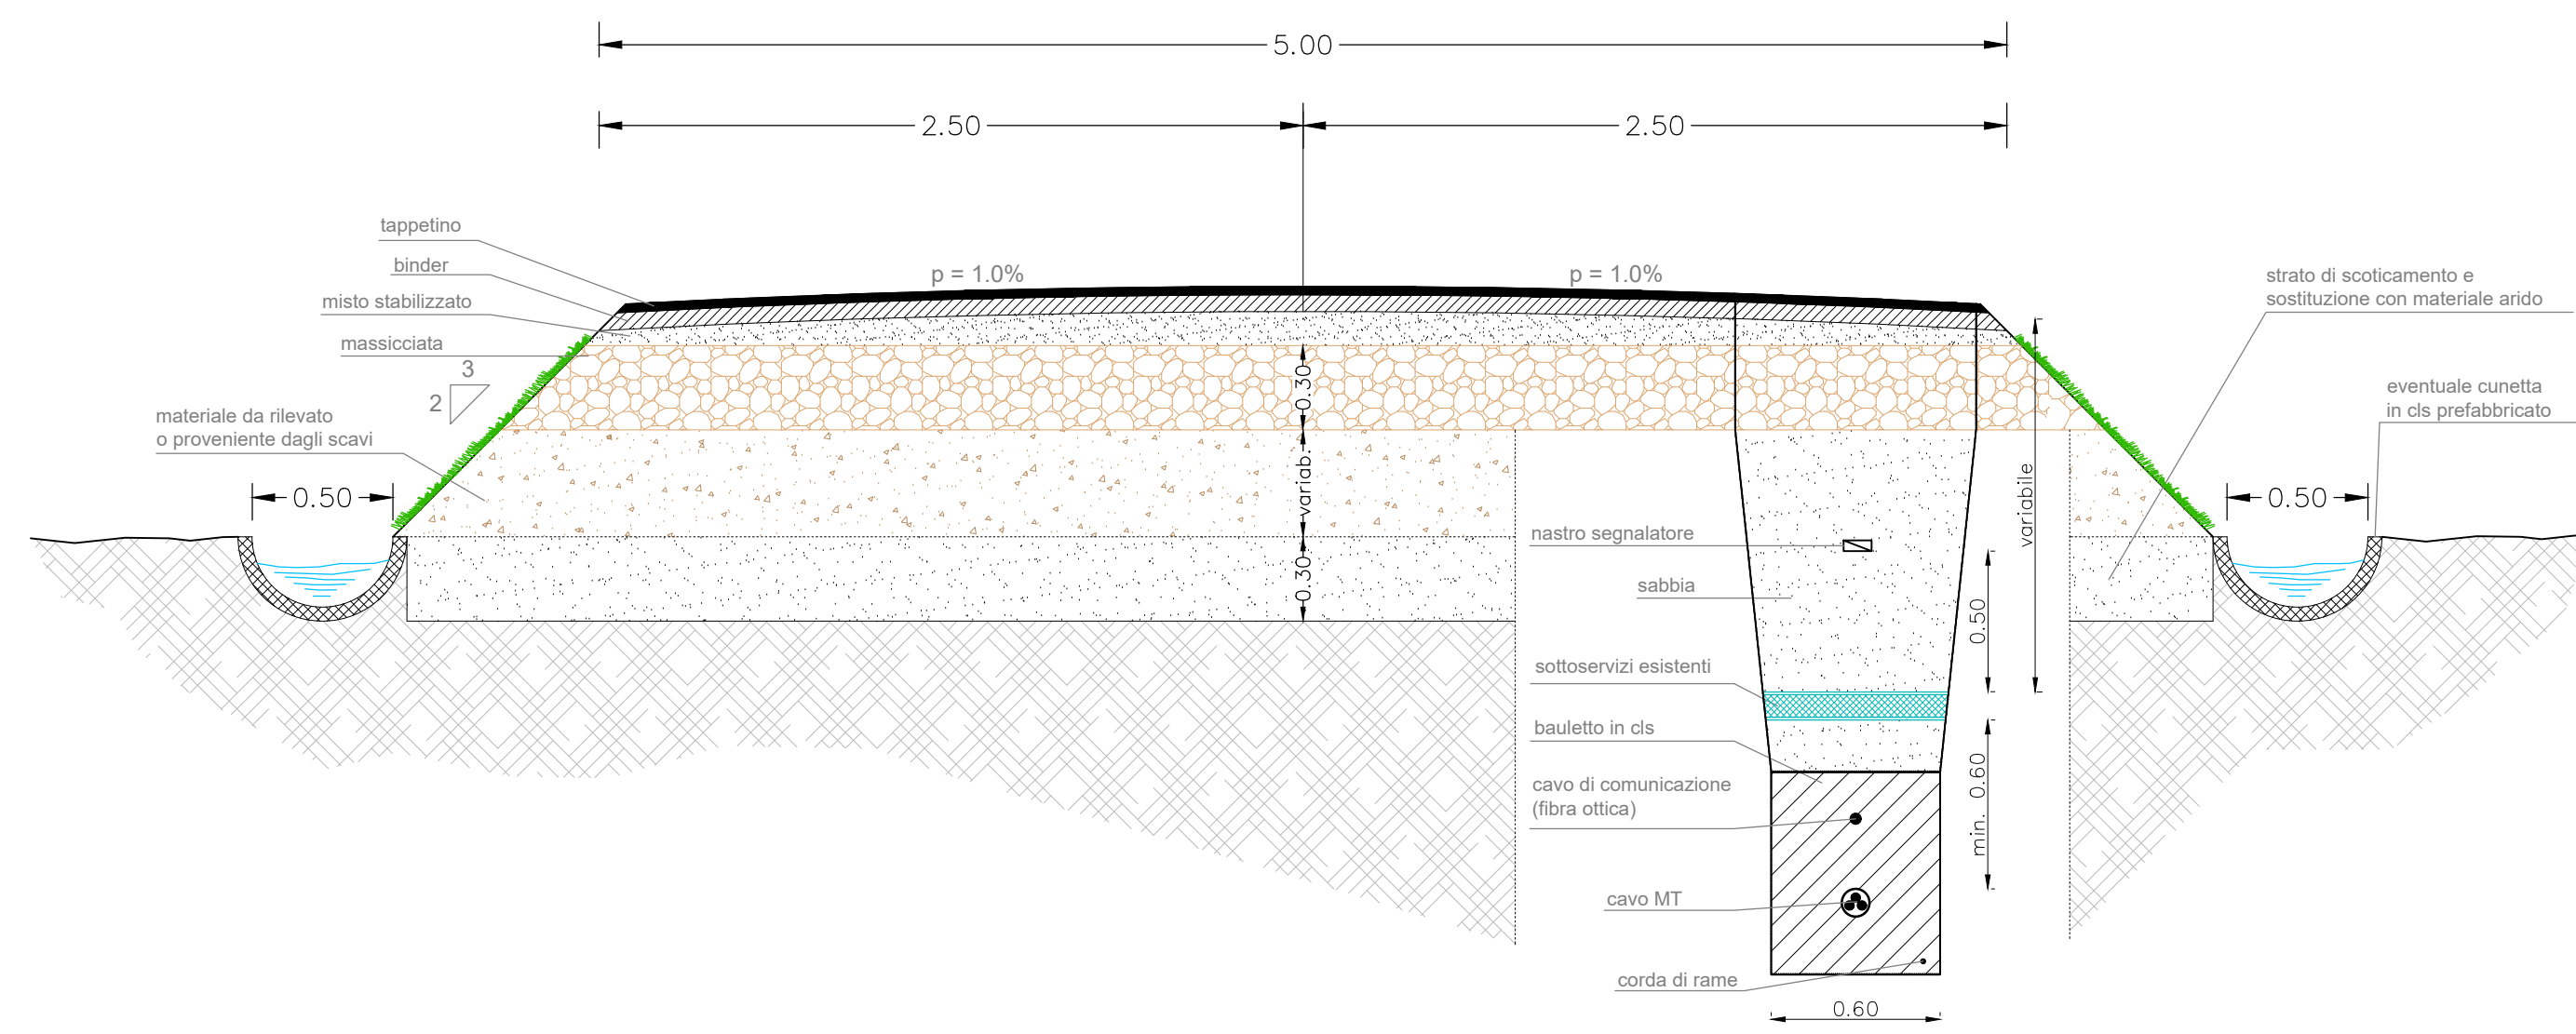 5.00
2.50
2.50
tappetino
binder
misto stabilizzato
massicciata
3
2
materiale da rilevato
o proveniente dagli scavi
0.50
p = 1.0%
p = 1.0%
0.30
variab.
0.30
strato di scoticamento e
sostituzione con materiale arido
eventuale cunetta
in cls prefabbricato
0.50
variabile
nastro segnalatore
sabbia
0.50
sottoservizi esistenti
bauletto in cls
cavo di comunicazione
(fibra ottica)
min. 0.60
cavo MT
corda di rame
0.60